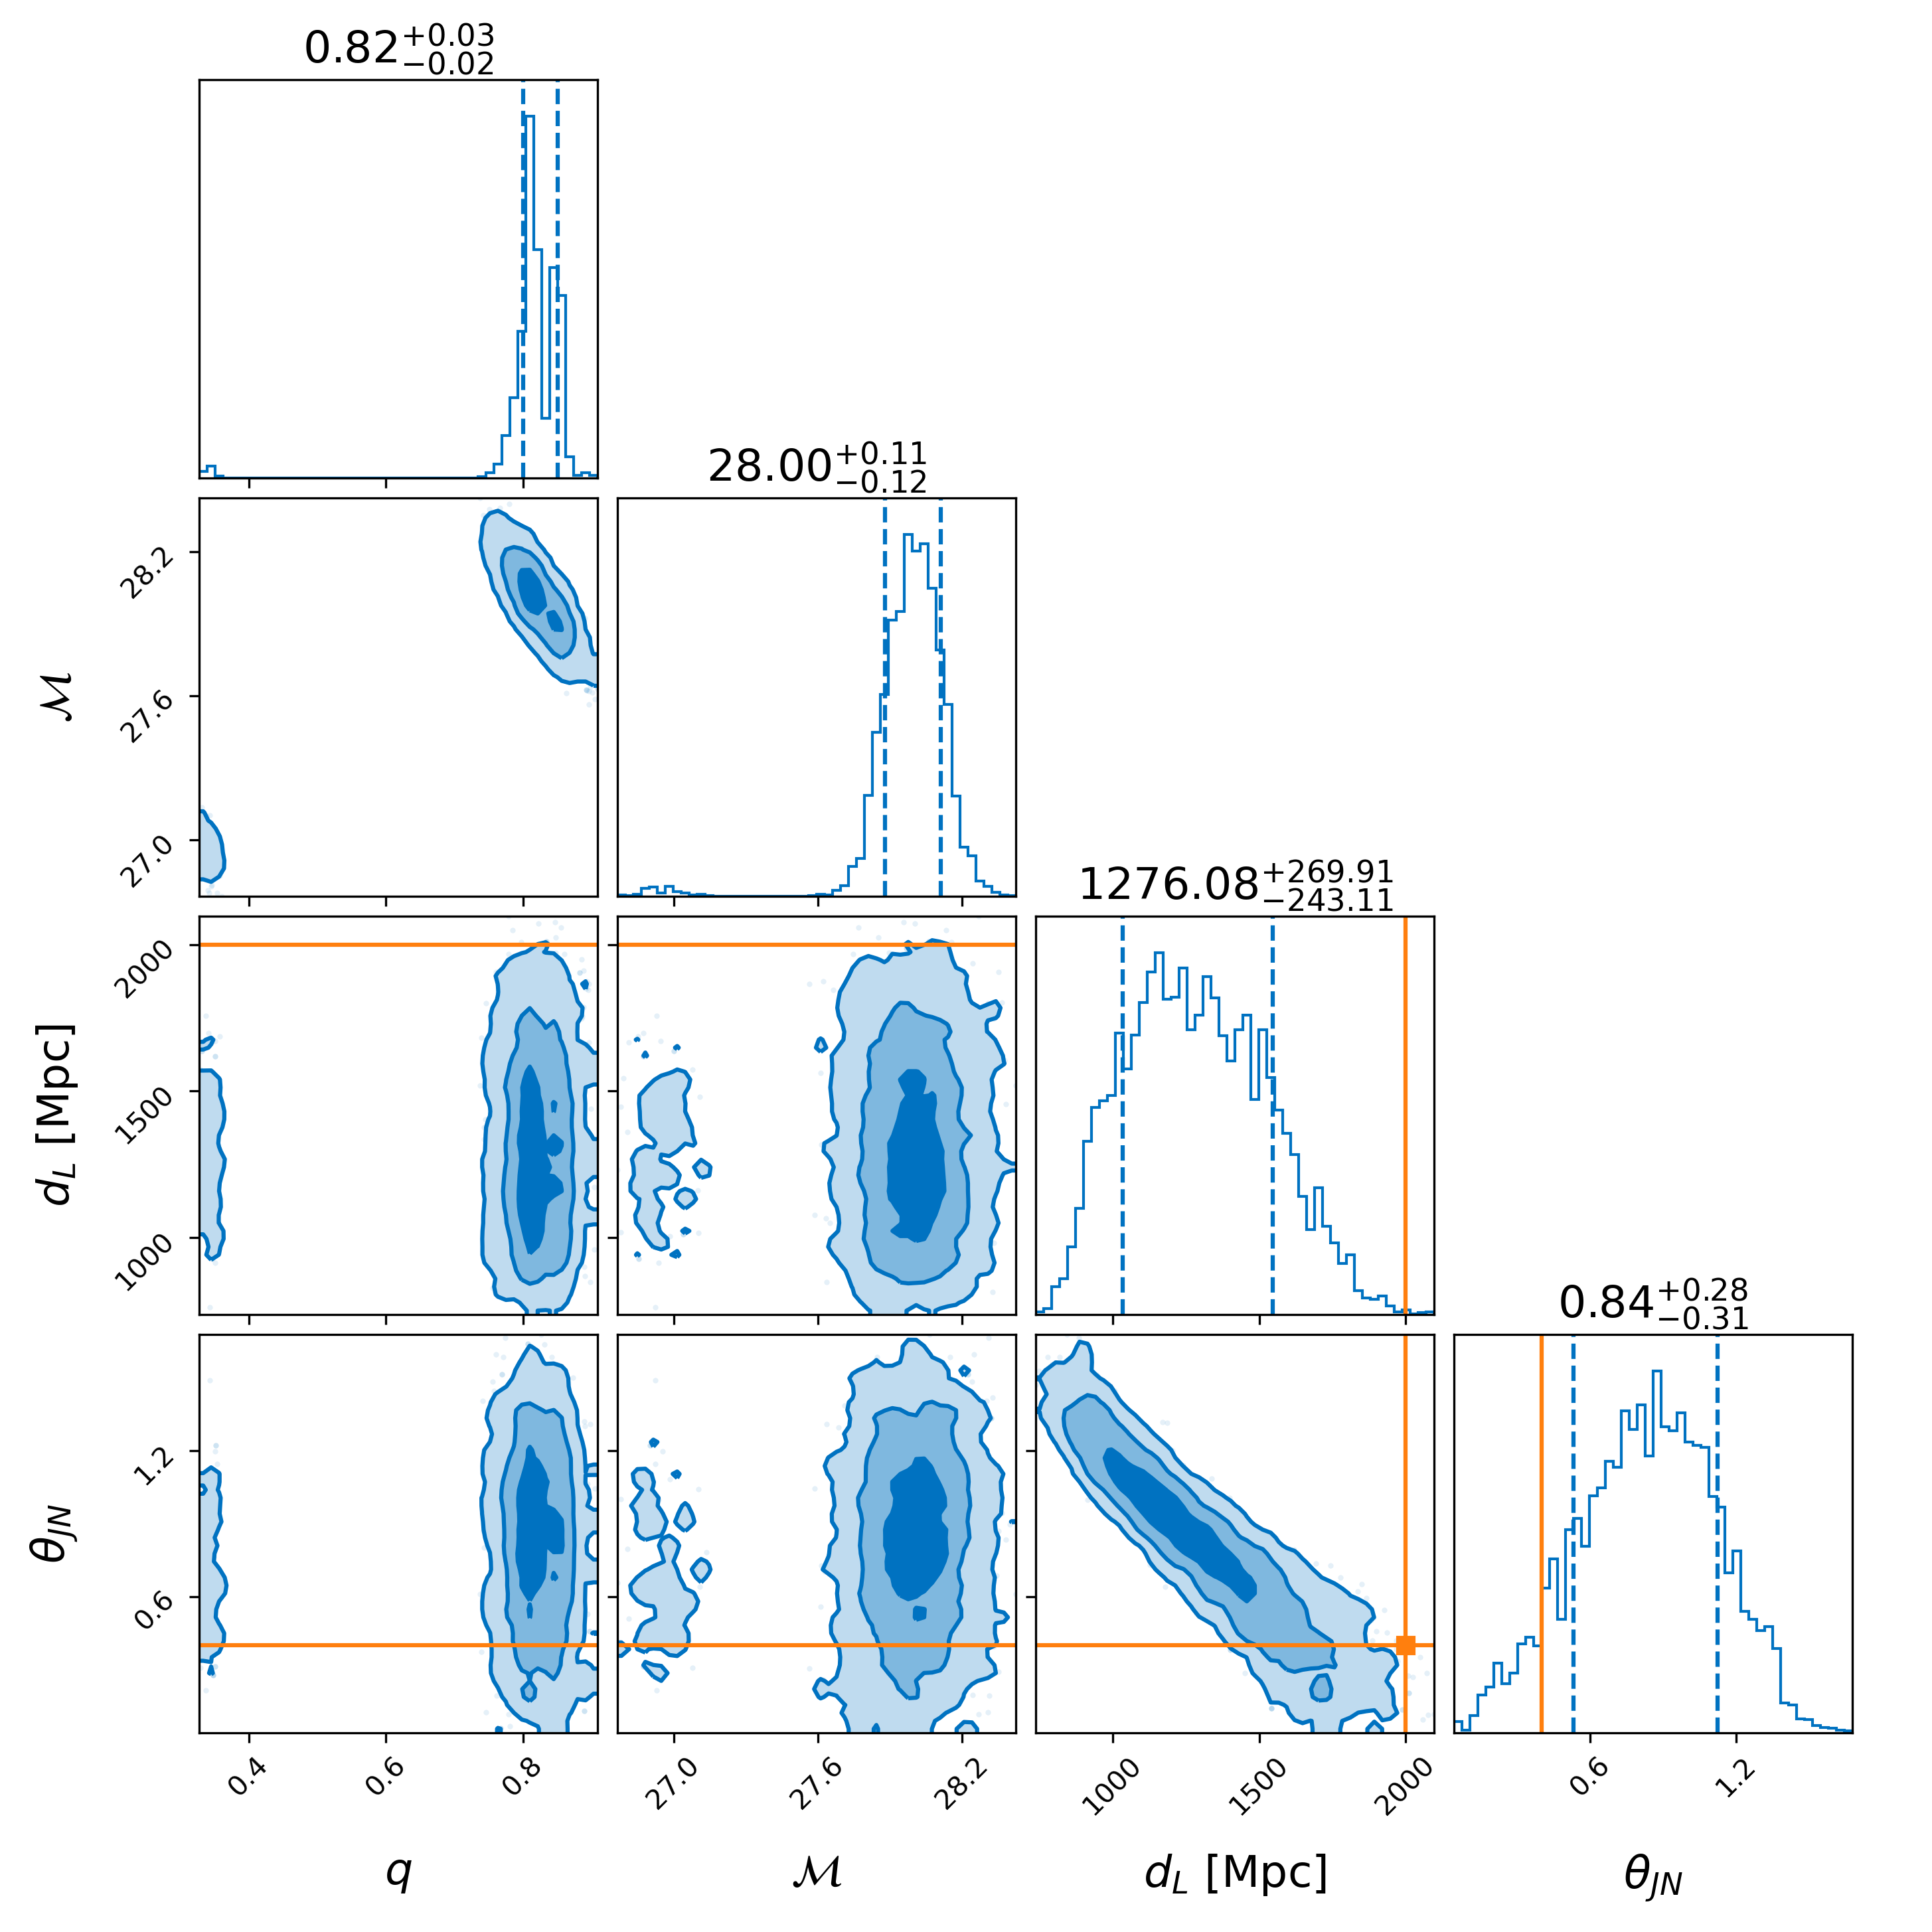 0.82+0.03−0.02
28.00+0.11−0.12
1276.08+269.91−243.11
0.84+0.28−0.31
ℳ
28.2
27.6
27.0
d_L [Mpc]
2000
1500
1000
θ_JN
1.2
0.6
0.4 0.6 0.8 27.0 27.6 28.2 1000 1500 2000 0.6 1.2
q ℳ d_L [Mpc] θ_JN